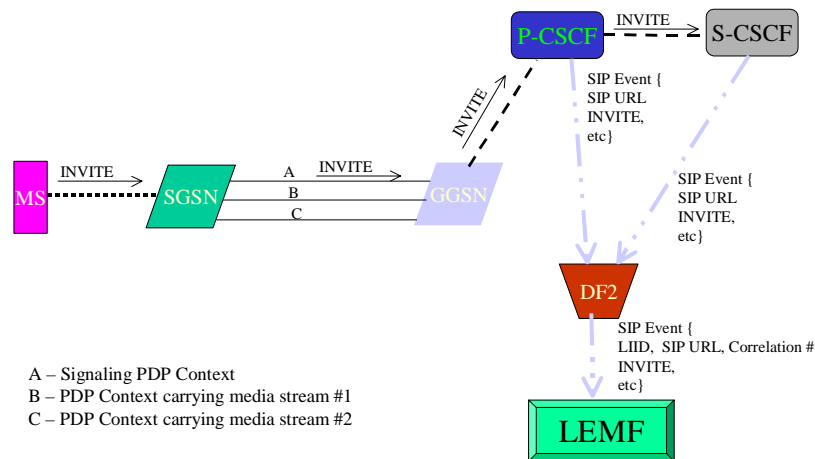 INVITE
P-CSCF
S-CSCF
INVITE
SIP Event {
SIP URL
INVITE,
etc}
INVITE
A
INVITE
MS
SGSN
B
GGSN
C
SIP Event {
SIP URL
INVITE,
etc}
DF2
SIP Event {
LIID,  SIP URL, Correlation #
INVITE,
etc}
A – Signaling PDP Context
B – PDP Context carrying media stream #1
C – PDP Context carrying media stream #2
LEMF